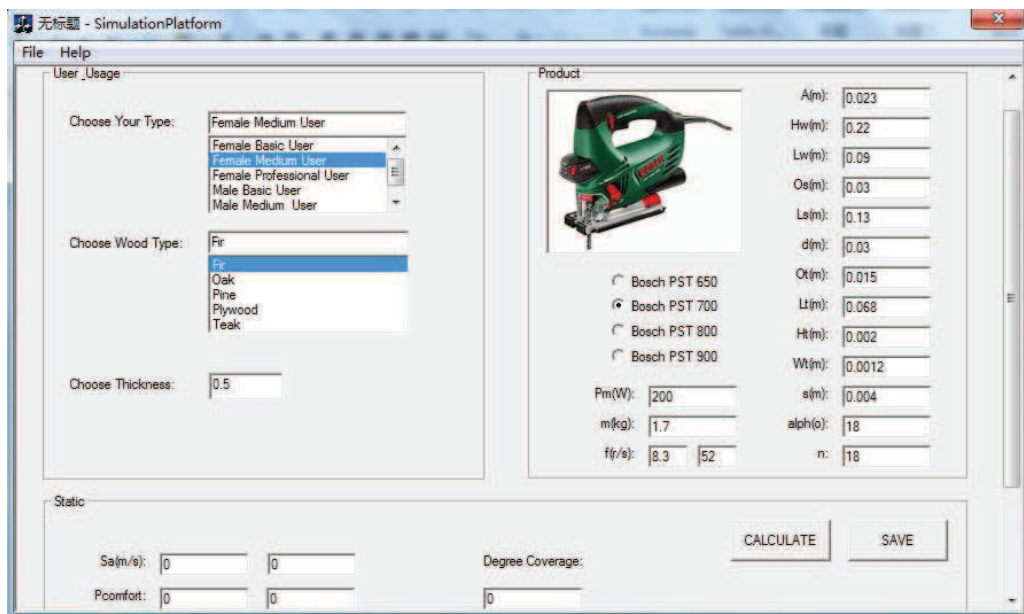 无标题 - SimulationPlatform
File Help
User_Usage
Choose Your Type:
Female Medium User
Female Basic User
Female Medium User
Female Professional User
Male Basic User
Male Medium User
Choose Wood Type:
Fir
Fir
Oak
Pine
Plywood
Teak
Choose Thickness:
0.5
Product
BOSCH
Bosch PST 650
Bosch PST 700
Bosch PST 800
Bosch PST 900
Pm(W): 200
m(kg): 1.7
f(r/s): 8.3 52
A(m): 0.023
Hw(m): 0.22
Lw(m): 0.09
Os(m): 0.03
Ls(m): 0.13
d(m): 0.03
Ot(m): 0.015
Lt(m): 0.068
Ht(m): 0.002
Wt(m): 0.0012
s(m): 0.004
alph(o): 18
n: 18
Static
Sa(m/s): 0 0
Pcomfort: 0 0
Degree Coverage:
0
CALCULATE
SAVE